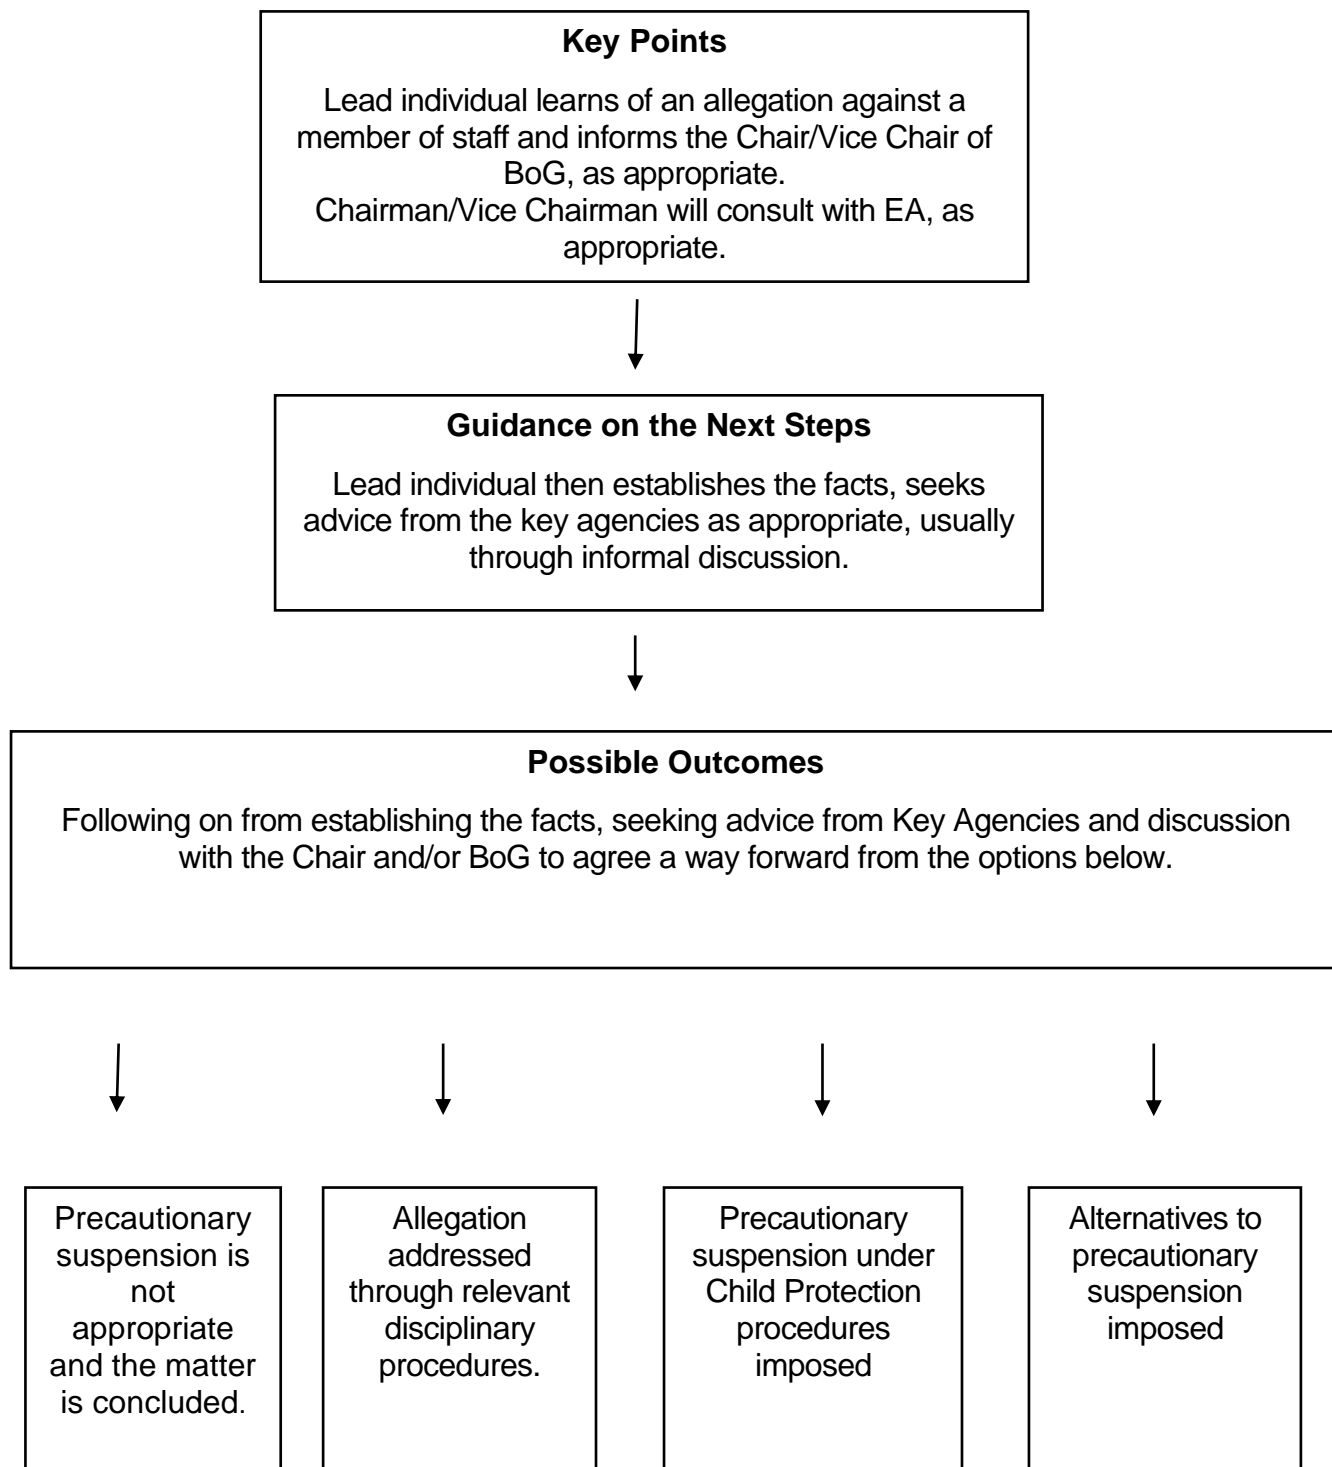 Key Points
Lead individual learns of an allegation against a
member of staff and informs the Chair/Vice Chair of
BoG, as appropriate.
Chairman/Vice Chairman will consult with EA, as
appropriate.
Guidance on the Next Steps
Lead individual then establishes the facts, seeks
advice from the key agencies as appropriate, usually
through informal discussion.
Possible Outcomes
Following on from establishing the facts, seeking advice from Key Agencies and discussion
with the Chair and/or BoG to agree a way forward from the options below.
Precautionary
suspension is
not
appropriate
and the matter
is concluded.
Allegation
addressed
through relevant
disciplinary
procedures.
Precautionary
suspension under
Child Protection
procedures
imposed
Alternatives to
precautionary
suspension
imposed